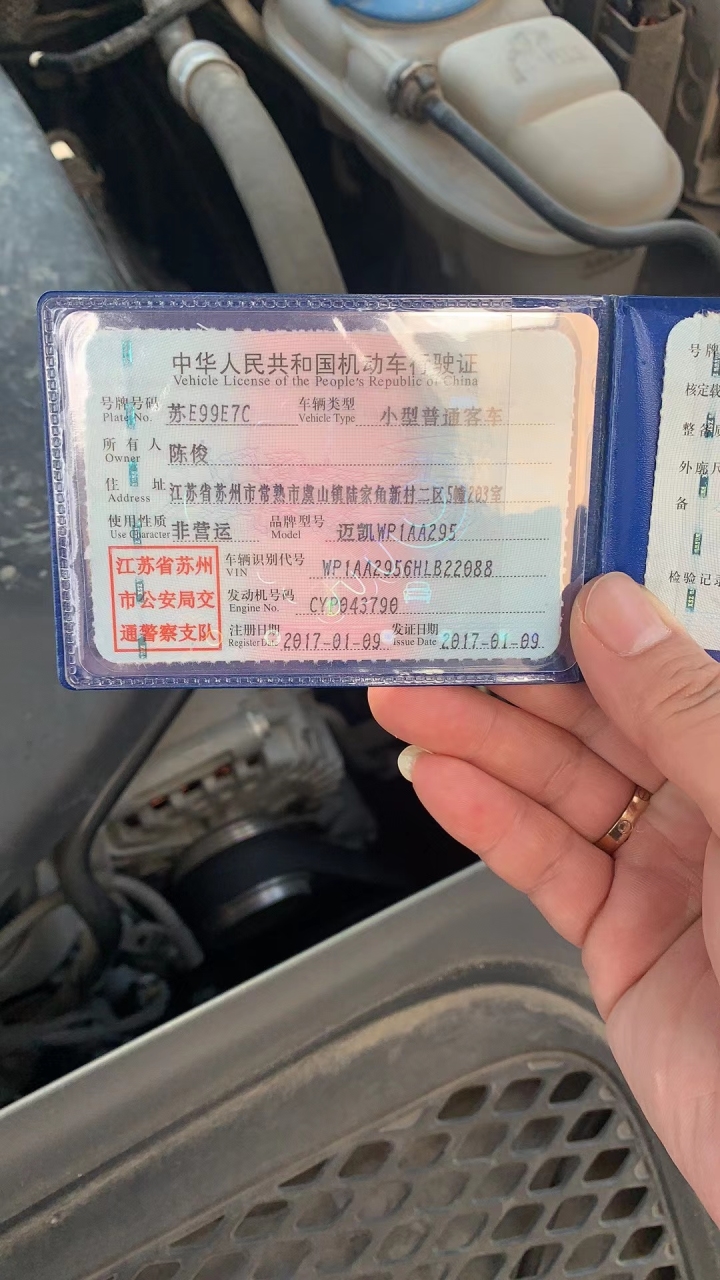 中华人民共和国机动车行驶证
Vehicle License of the People's Republic of China
号牌号码 Plate No. 苏E99E7C 车辆类型 Vehicle Type 小型普通客车
所有人 Owner 陈俊
住址 Address 江苏省苏州市常熟市虞山镇陆家角新村二区5幢203室
使用性质 Use Character 非营运 品牌型号 Model 迈凯WP1AA295
江苏省苏州
市公安局交
通警察支队
车辆识别代号 VIN WP1AA2956HLB22088
发动机号码 Engine No. CYP043790
注册日期 Register Date 2017-01-09 发证日期 Issue Date 2017-01-09
号牌
核定载
整备质
外廓尺
备
检验记录